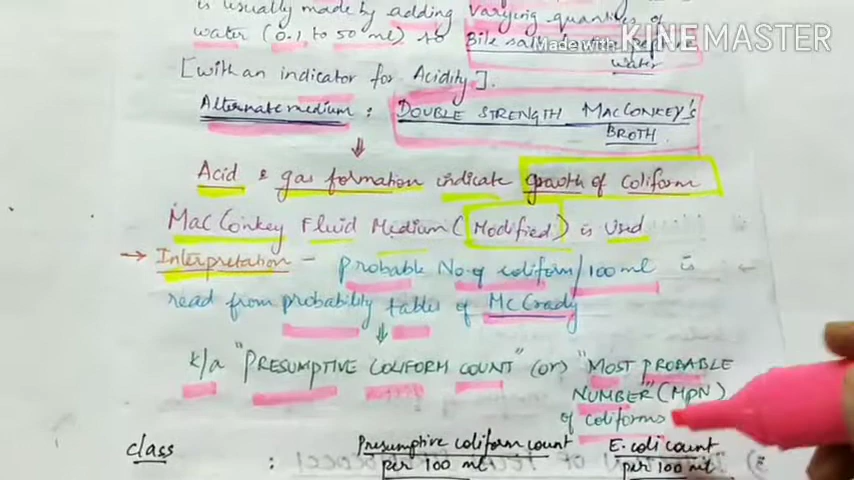 is usually made by adding varying quantities of
water (0.1 to 50 ml) to Bile salt
water
Made with KINEMASTER
[with an indicator for Acidity].
Alternate medium : DOUBLE STRENGTH MACCONKEY'S
BROTH
Acid & gas formation indicate growth of coliform
MacConkey Fluid Medium (Modified) is Used
→ Interpretation - probable No. of coliform/100 ml is
read from probability table of McCrady
k/a "PRESUMPTIVE COLIFORM COUNT" (or) "MOST PROBABLE
NUMBER" (MPN)
of coliforms
class : Presumptive coliform count E. coli count
per 100 ml per 100 ml